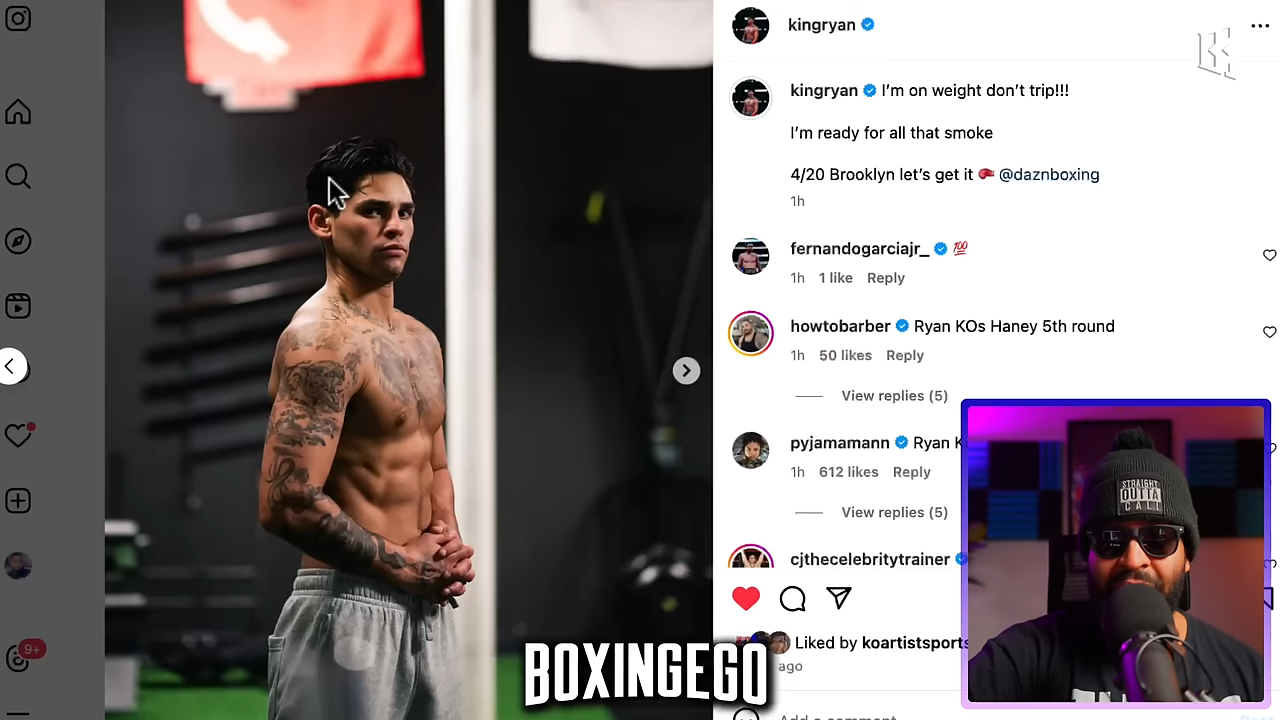 kingryan
kingryan I'm on weight don't trip!!!
I'm ready for all that smoke
4/20 Brooklyn let's get it 🥊 @daznboxing
1h
fernandogarciajr_ 💯
1h 1 like Reply
howtobarber Ryan KOs Haney 5th round
1h 50 likes Reply
View replies (5)
pyjamamann Ryan K
1h 612 likes Reply
View replies (5)
cjthecelebritytrainer
Liked by koartistsports
ago
9+
STRAIGHT
OUTTA
CALI
BOXINGEGO